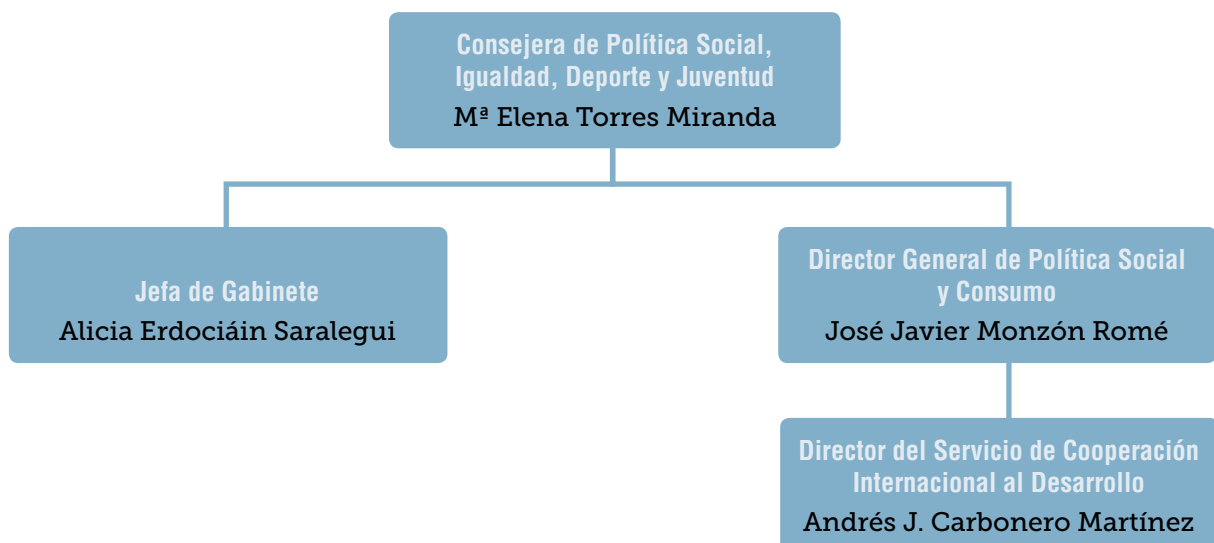 Consejera de Política Social,
Igualdad, Deporte y Juventud
Mª Elena Torres Miranda
Jefa de Gabinete
Alicia Erdociáin Saralegui
Director General de Política Social
y Consumo
José Javier Monzón Romé
Director del Servicio de Cooperación
Internacional al Desarrollo
Andrés J. Carbonero Martínez